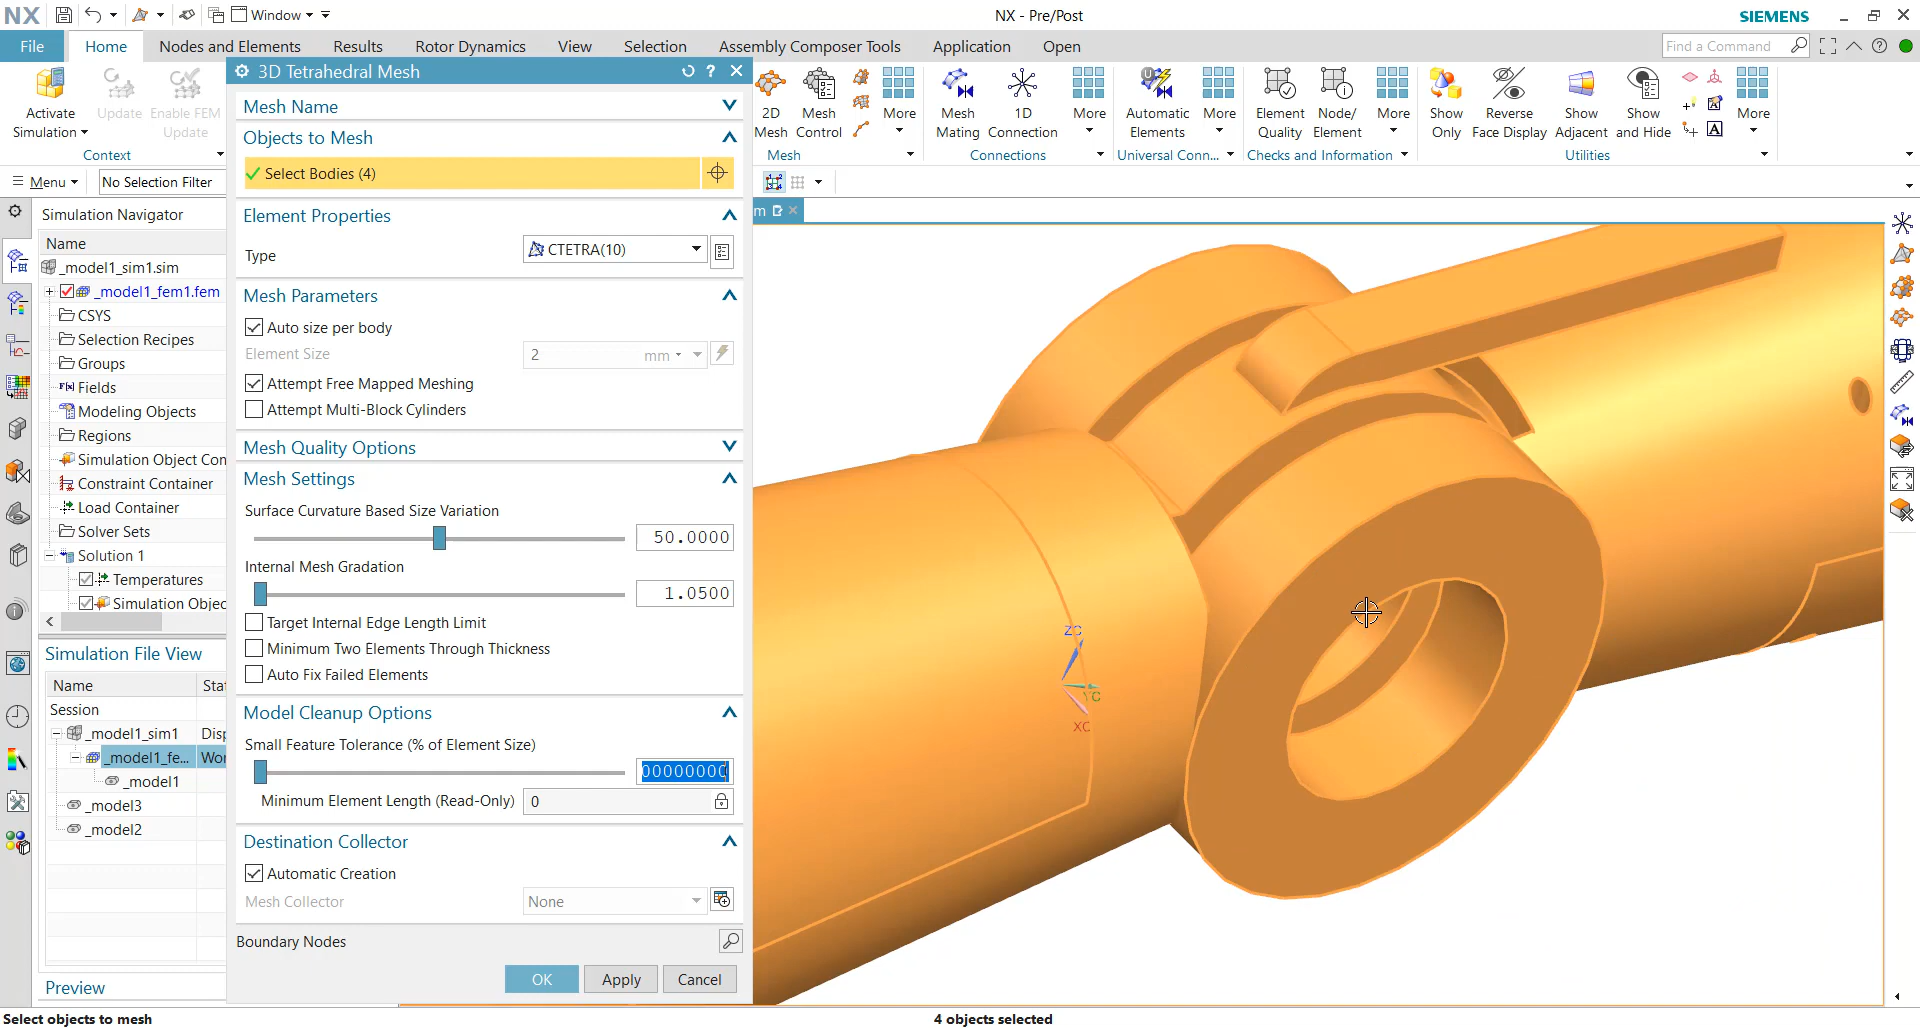 NX
Window
NX - Pre/Post
SIEMENS
File
Home
Nodes and Elements
Results
Rotor Dynamics
View
Selection
Assembly Composer Tools
Application
Open
Find a Command
Activate
Simulation
Update
Enable FEM
Update
Context
2D
Mesh
Mesh
Control
More
Mesh
Mesh
Mating
1D
Connection
More
Connections
Automatic
Elements
More
Universal Conn...
Element
Quality
Node/
Element
More
Checks and Information
Show
Only
Reverse
Face Display
Show
Adjacent
Show
and Hide
More
Utilities
Menu
No Selection Filter
Simulation Navigator
Name
_model1_sim1.sim
_model1_fem1.fem
CSYS
Selection Recipes
Groups
Fields
Modeling Objects
Regions
Simulation Object Con
Constraint Container
Load Container
Solver Sets
Solution 1
Temperatures
Simulation Objec
Simulation File View
Name
Stat
Session
_model1_sim1
Disp
_model1_fe...
Wor
_model1
_model3
_model2
Preview
3D Tetrahedral Mesh
Mesh Name
Objects to Mesh
Select Bodies (4)
Element Properties
Type
CTETRA(10)
Mesh Parameters
Auto size per body
Element Size
2
mm
Attempt Free Mapped Meshing
Attempt Multi-Block Cylinders
Mesh Quality Options
Mesh Settings
Surface Curvature Based Size Variation
50.0000
Internal Mesh Gradation
1.0500
Target Internal Edge Length Limit
Minimum Two Elements Through Thickness
Auto Fix Failed Elements
Model Cleanup Options
Small Feature Tolerance (% of Element Size)
00000000
Minimum Element Length (Read-Only)
0
Destination Collector
Automatic Creation
Mesh Collector
None
Boundary Nodes
OK
Apply
Cancel
m
ZC
YC
XC
Select objects to mesh
4 objects selected